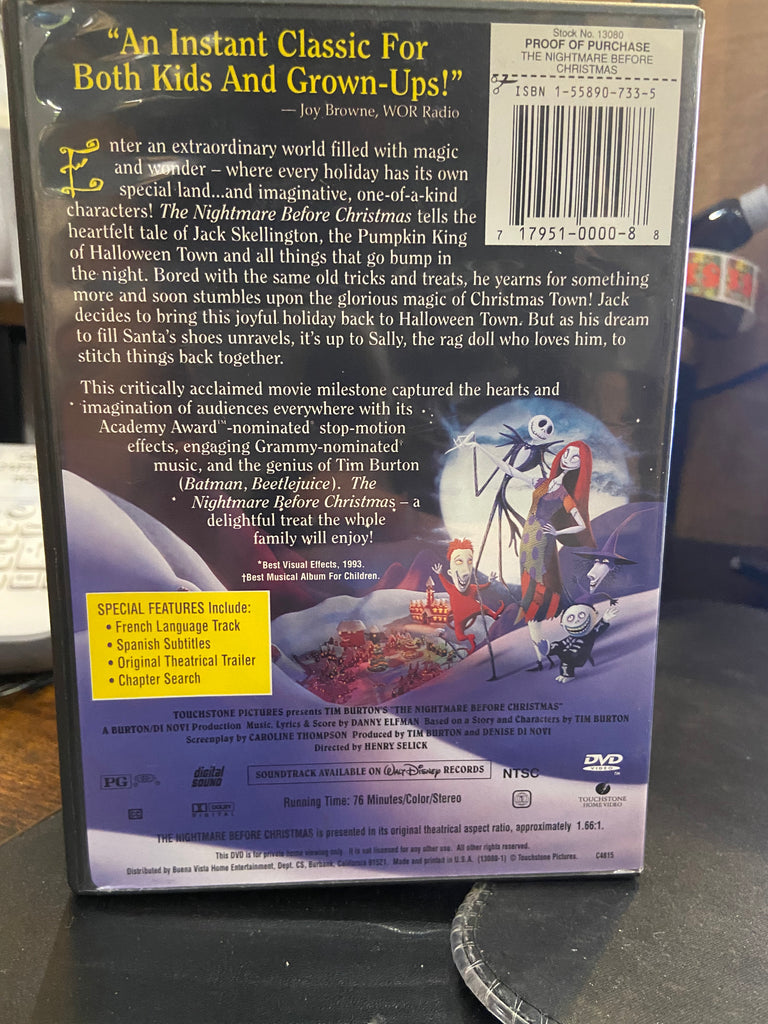 "An Instant Classic For
Both Kids And Grown-Ups!"
— Joy Browne, WOR Radio
Stock No. 13080
PROOF OF PURCHASE
THE NIGHTMARE BEFORE
CHRISTMAS
ISBN 1-55890-733-5
7 17951-0000-8 8
Enter an extraordinary world filled with magic
and wonder – where every holiday has its own
special land...and imaginative, one-of-a-kind
characters! The Nightmare Before Christmas tells the
heartfelt tale of Jack Skellington, the Pumpkin King
of Halloween Town and all things that go bump in
the night. Bored with the same old tricks and treats, he yearns for something
more and soon stumbles upon the glorious magic of Christmas Town! Jack
decides to bring this joyful holiday back to Halloween Town. But as his dream
to fill Santa's shoes unravels, it's up to Sally, the rag doll who loves him, to
stitch things back together.
This critically acclaimed movie milestone captured the hearts and
imagination of audiences everywhere with its
Academy Award™-nominated* stop-motion
effects, engaging Grammy-nominated†
music, and the genius of Tim Burton
(Batman, Beetlejuice). The
Nightmare Before Christmas – a
delightful treat the whole
family will enjoy!
*Best Visual Effects, 1993.
†Best Musical Album For Children.
SPECIAL FEATURES Include:
• French Language Track
• Spanish Subtitles
• Original Theatrical Trailer
• Chapter Search
TOUCHSTONE PICTURES presents TIM BURTON'S "THE NIGHTMARE BEFORE CHRISTMAS"
A BURTON/DI NOVI Production Music, Lyrics & Score by DANNY ELFMAN Based on a Story and Characters by TIM BURTON
Screenplay by CAROLINE THOMPSON Produced by TIM BURTON and DENISE DI NOVI
Directed by HENRY SELICK
PG
digital
SOUND
SOUNDTRACK AVAILABLE ON Walt Disney RECORDS
NTSC
DVD
VIDEO
DOLBY
DIGITAL
Running Time: 76 Minutes/Color/Stereo
TOUCHSTONE
HOME VIDEO
THE NIGHTMARE BEFORE CHRISTMAS is presented in its original theatrical aspect ratio, approximately 1.66:1.
This DVD is for private home viewing only. It is not licensed for any other use. All other rights reserved.
Distributed by Buena Vista Home Entertainment, Dept. CS, Burbank, California 91521. Made and printed in U.S.A. (13080-1) © Touchstone Pictures. C4615